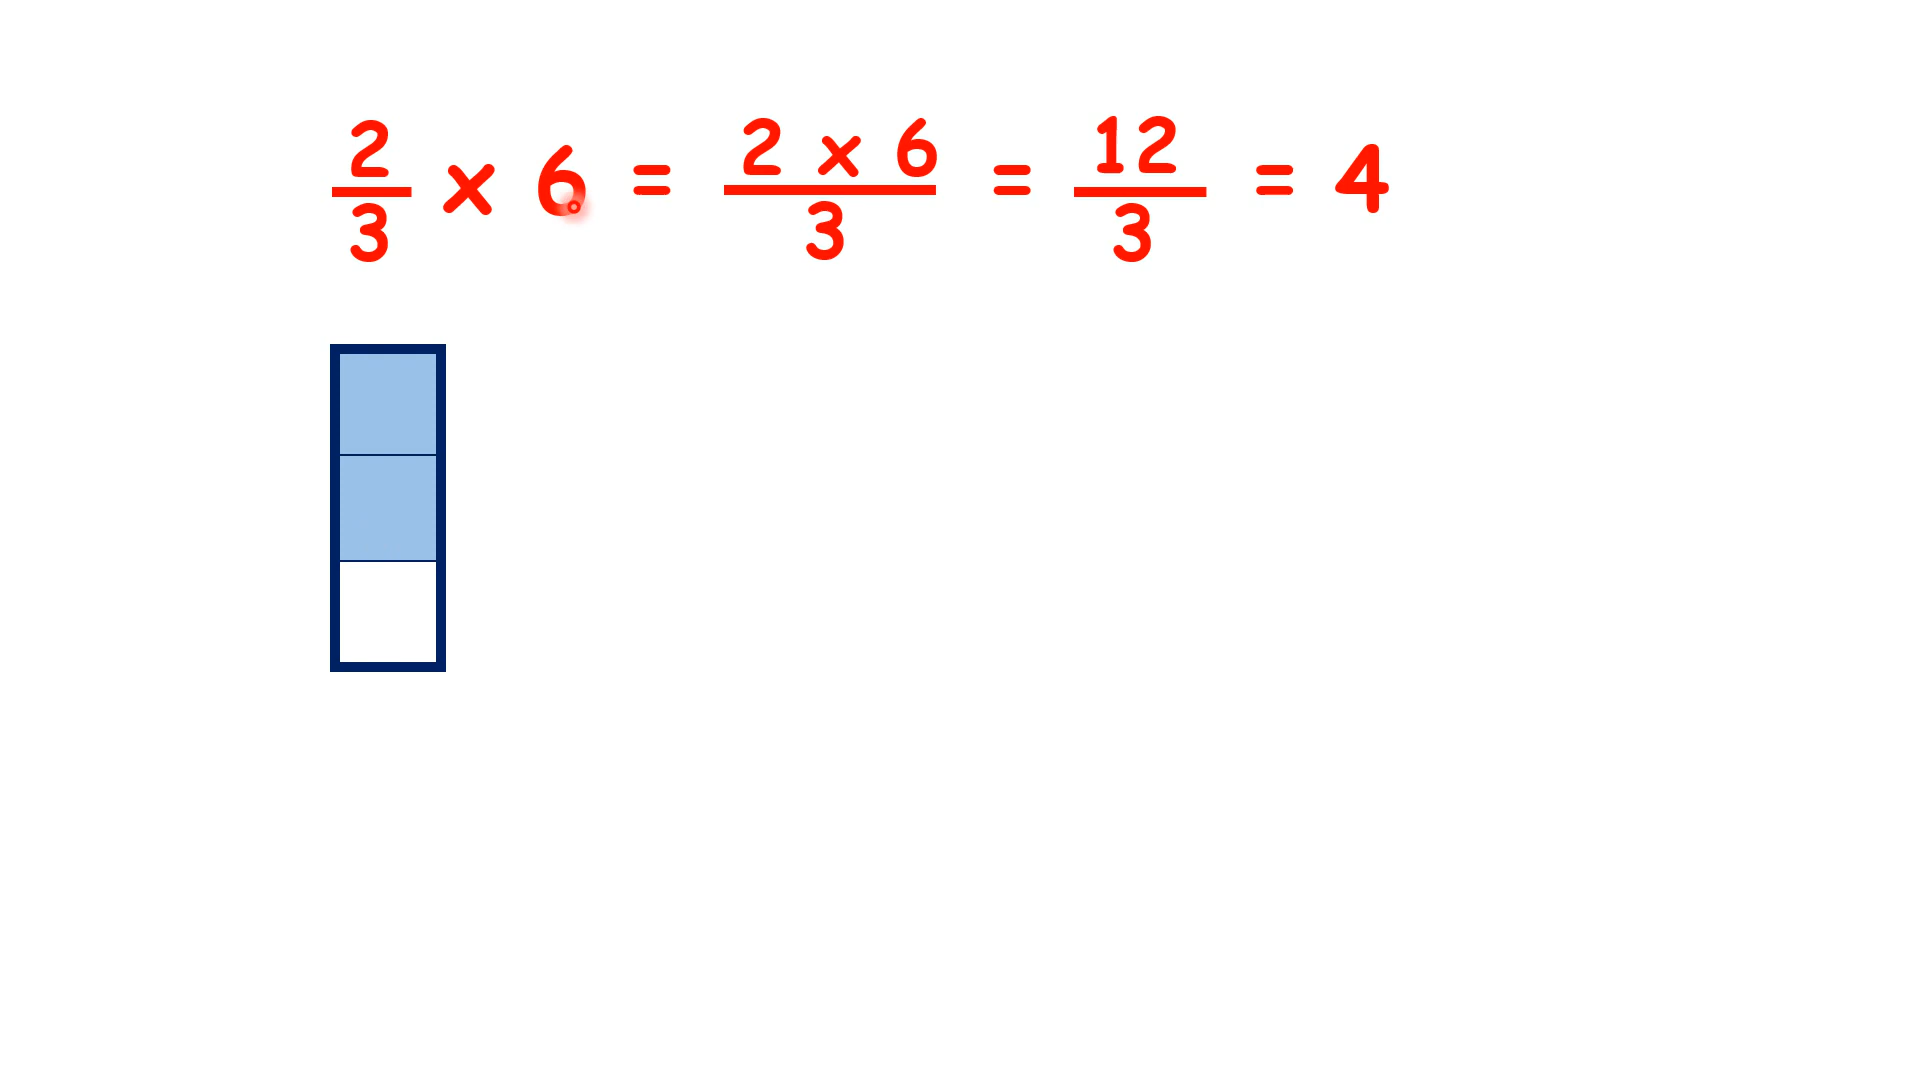 2/3 x 6 = 2 x 6/3 = 12/3 = 4